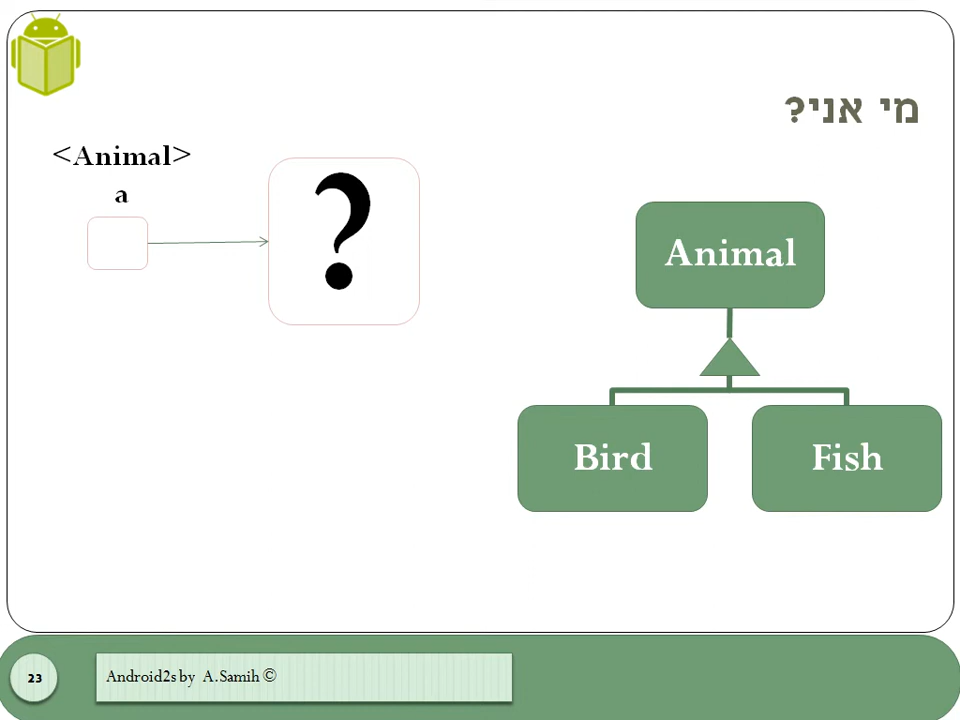 מי אני?
<Animal>
a
?
Animal
Bird
Fish
23
Android2s by A.Samih ©